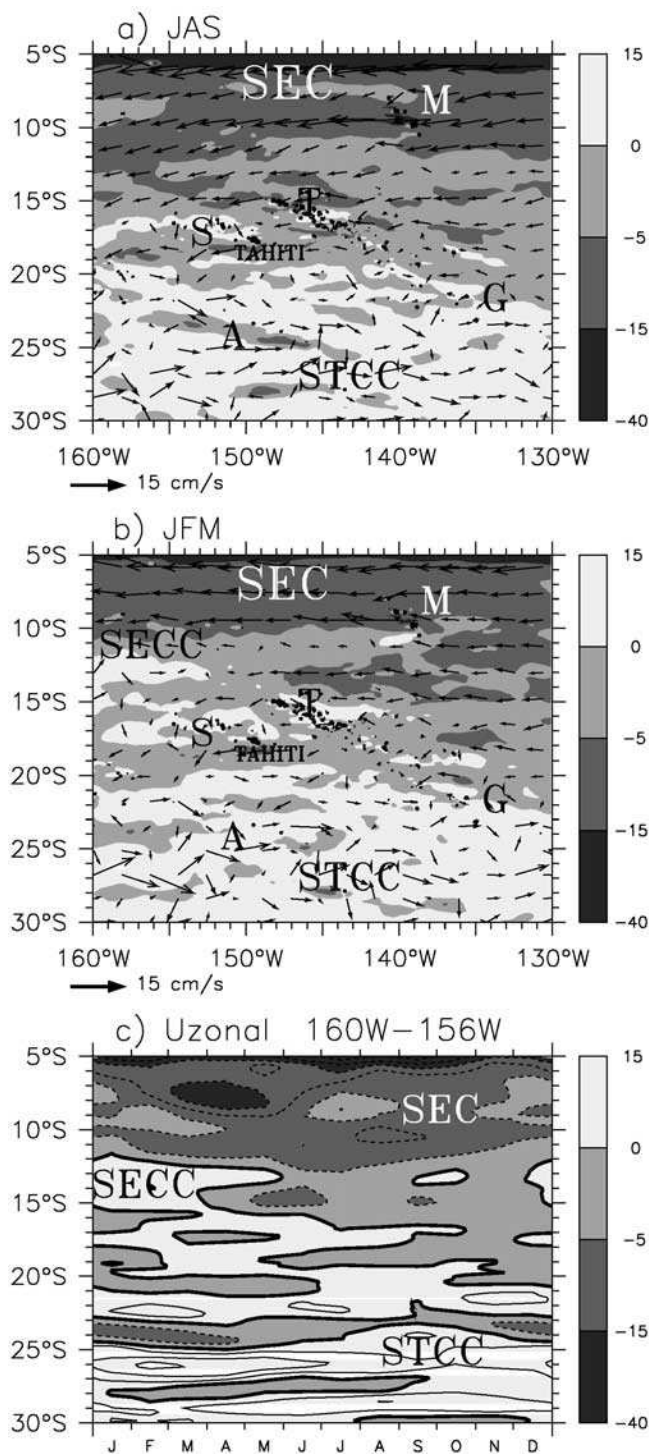 a) JAS
5°S
10°S
15°S
20°S
25°S
30°S
SEC
M
T
S
TAHITI
G
A
STCC
15
0
-5
-15
-40
160°W 150°W 140°W 130°W
15 cm/s
b) JFM
5°S
10°S
15°S
20°S
25°S
30°S
SEC
M
SECC
T
S
TAHITI
G
A
STCC
15
0
-5
-15
-40
160°W 150°W 140°W 130°W
15 cm/s
c) Uzonal 160W-156W
5°S
10°S
15°S
20°S
25°S
30°S
SEC
SECC
STCC
15
0
-5
-15
-40
J F M A M J J A S O N D